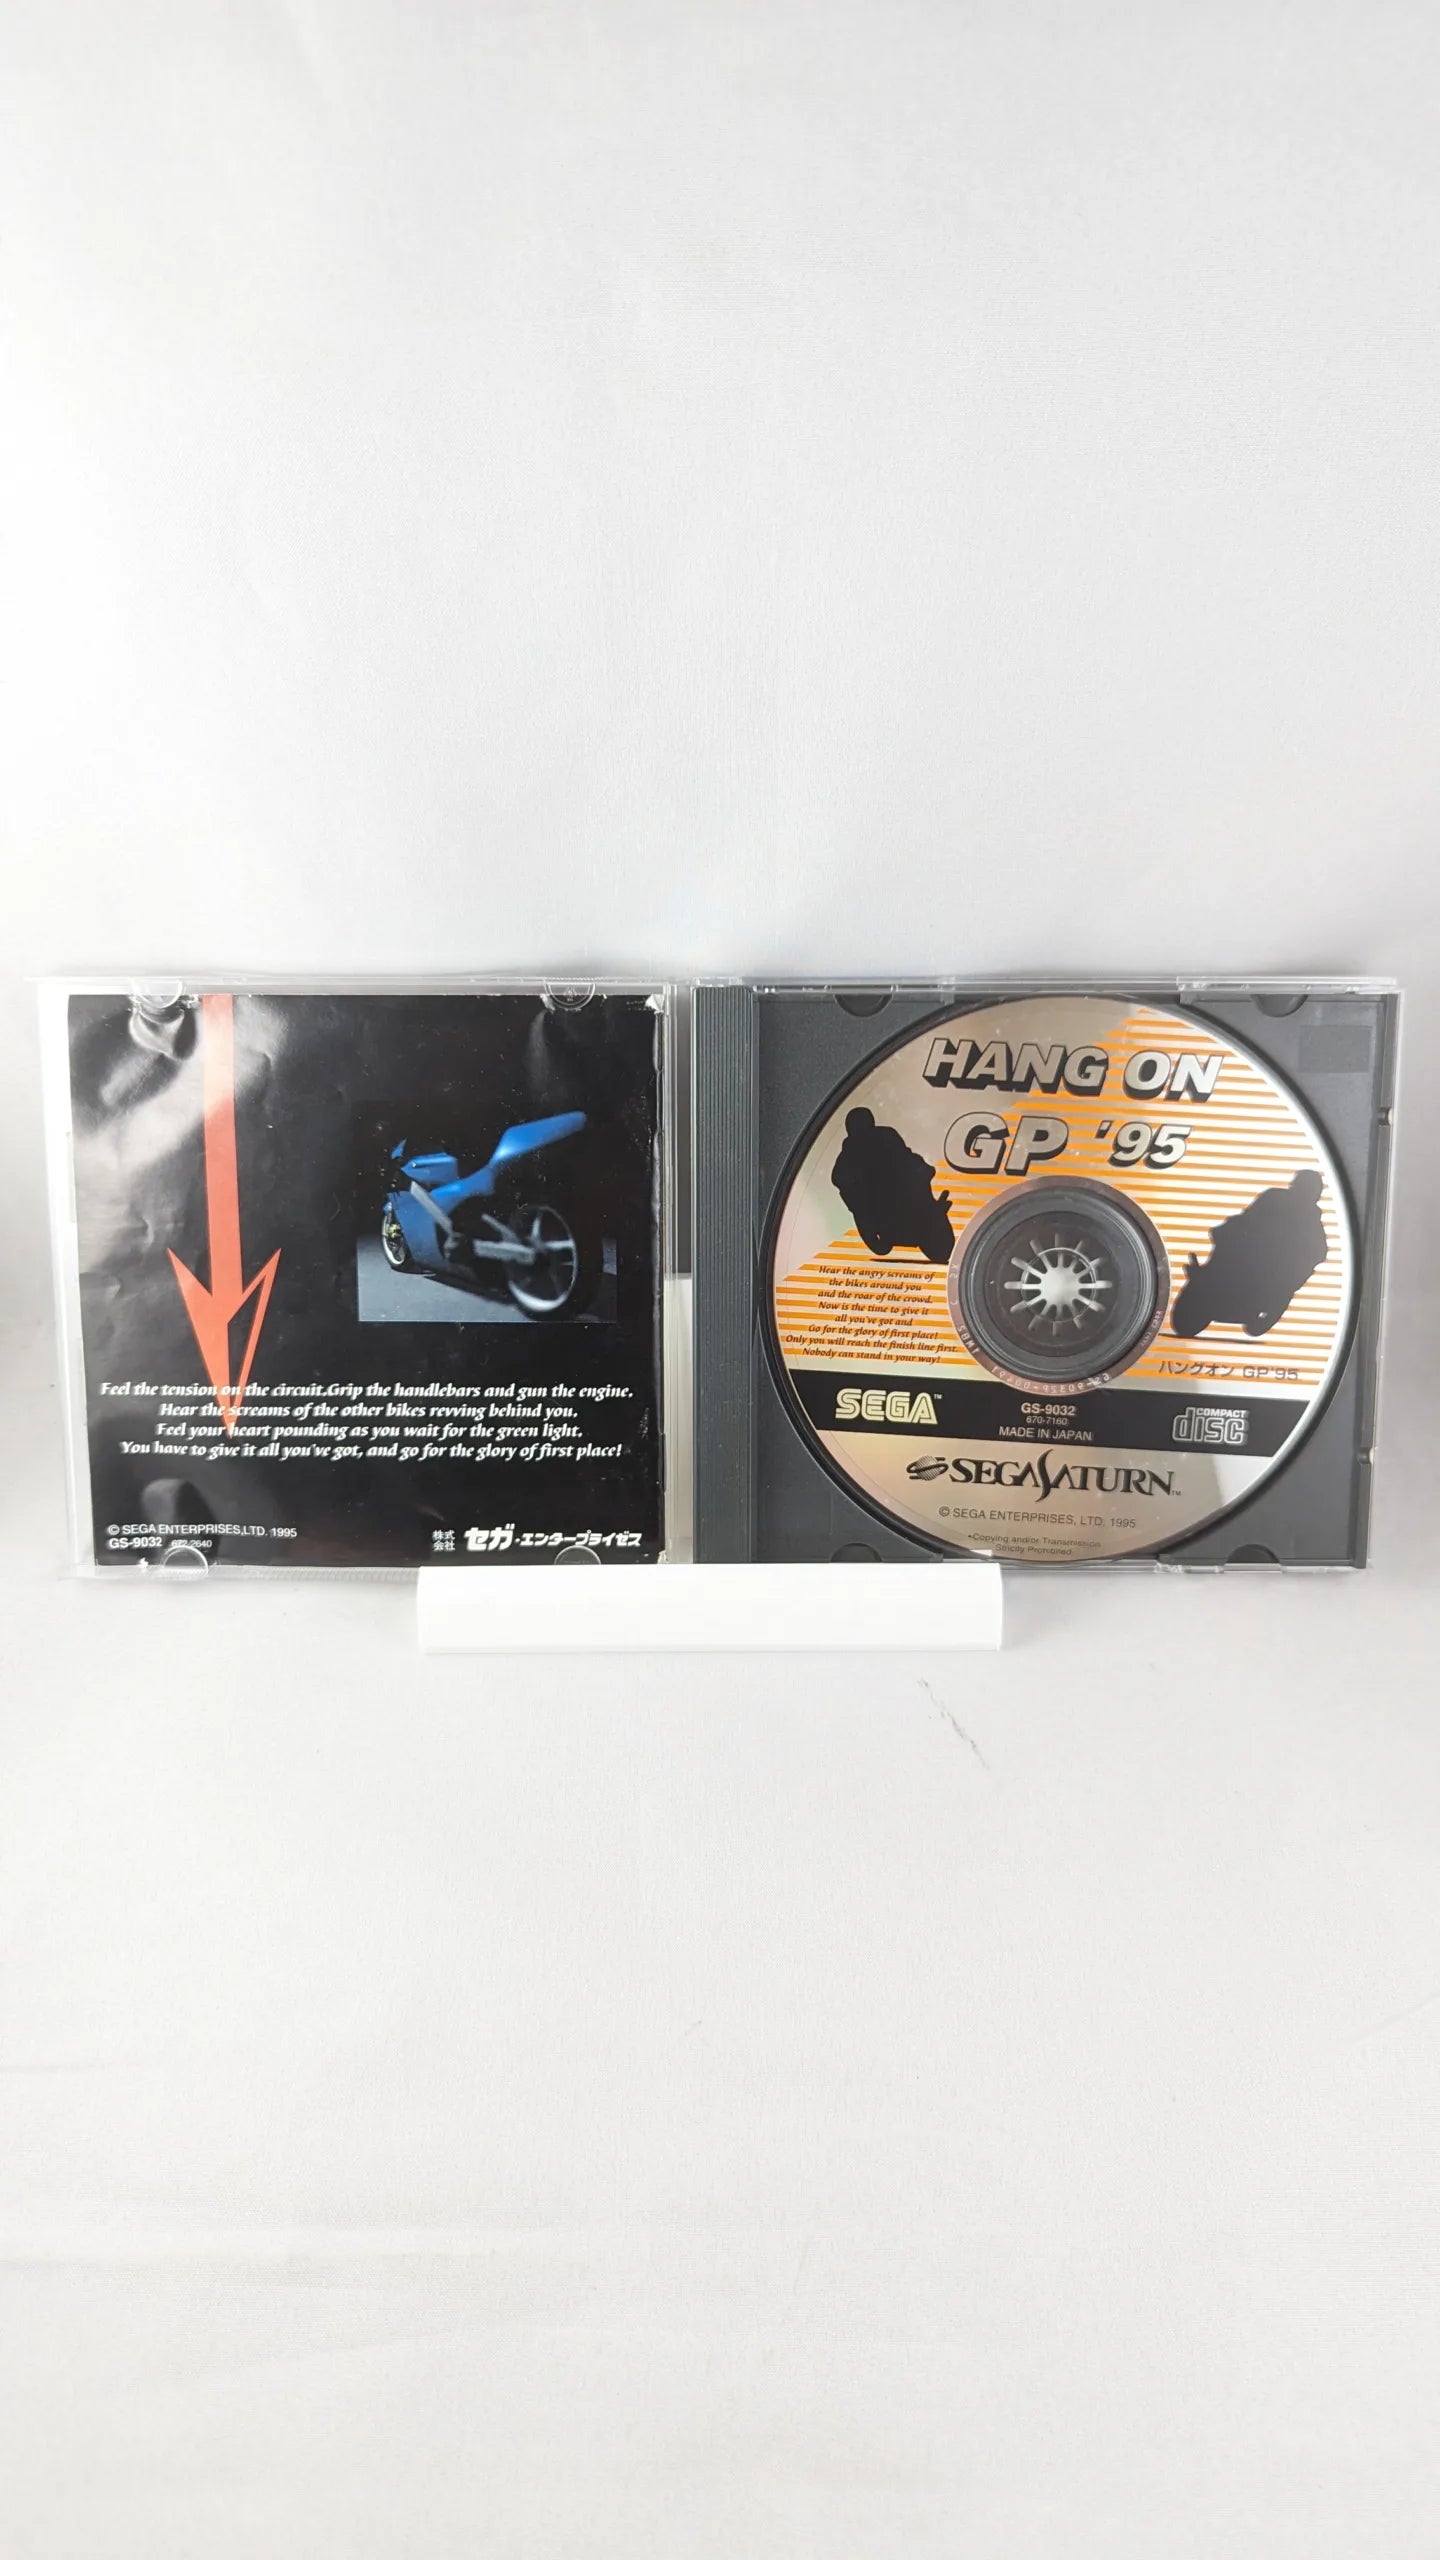 Feel the tension on the circuit.Grip the handlebars and gun the engine.
Hear the screams of the other bikes revving behind you.
Feel your heart pounding as you wait for the green light.
You have to give it all you've got, and go for the glory of first place!
© SEGA ENTERPRISES,LTD. 1995
GS-9032 672-2640
株式会社 セガ・エンタープライゼス
HANG ON
GP '95
Hear the angry screams of
the bikes around you
and the roar of the crowd.
Now is the time to give it
all you've got and
Go for the glory of first place!
Only you will reach the finish line first.
Nobody can stand in your way!
ハングオン GP'95
SEGA™
GS-9032
670-7160
MADE IN JAPAN
COMPACT
disc
SEGA SATURN™
© SEGA ENTERPRISES, LTD. 1995
•Copying and/or Transmission
Strictly Prohibited